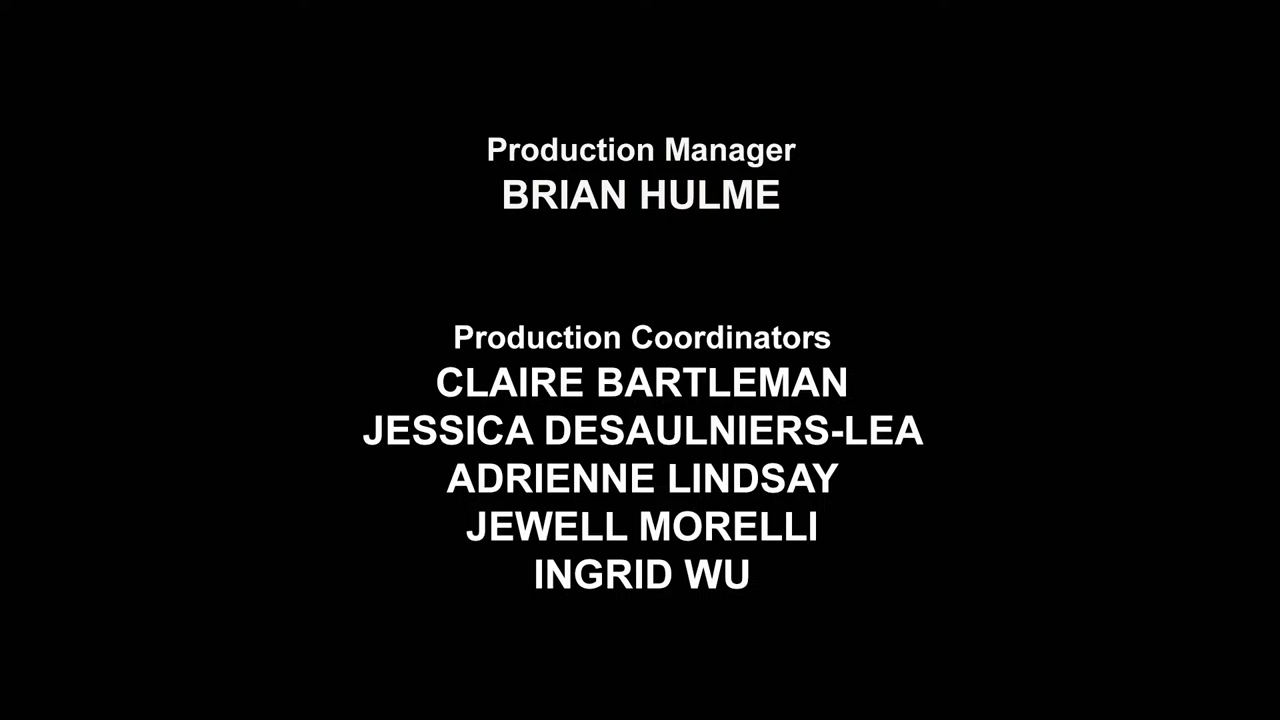 Production Manager
BRIAN HULME
Production Coordinators
CLAIRE BARTLEMAN
JESSICA DESAULNIERS-LEA
ADRIENNE LINDSAY
JEWELL MORELLI
INGRID WU